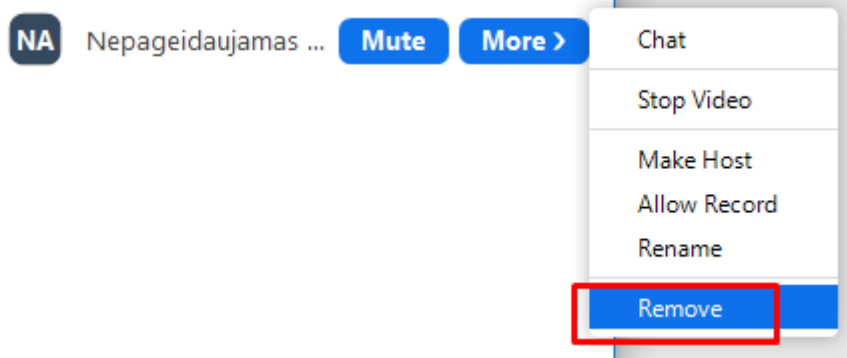 NA Nepageidaujamas ... Mute More >
Chat
Stop Video
Make Host
Allow Record
Rename
Remove